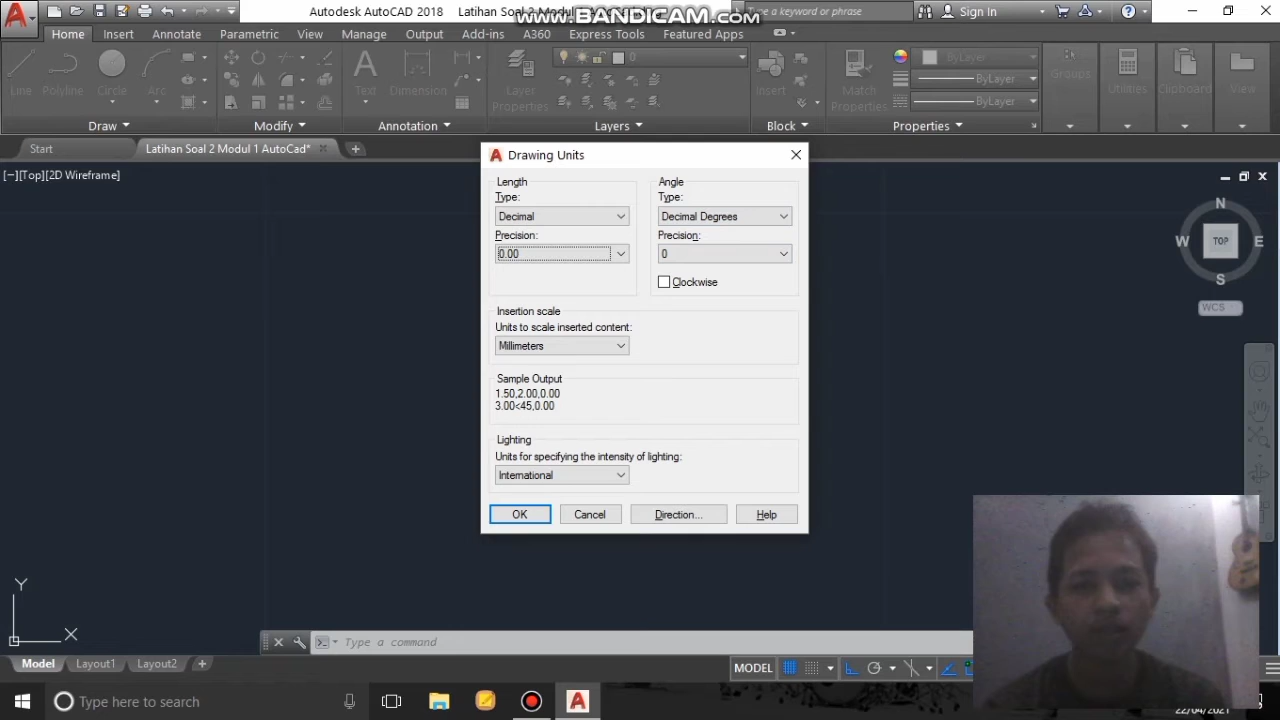 Autodesk AutoCAD 2018 Latihan Soal 2 Modul 1
www.BANDICAM.com
Type a keyword or phrase
Sign In
Home Insert Annotate Parametric View Manage Output Add-ins A360 Express Tools Featured Apps
Line Polyline Circle Arc
Text Dimension
Layer
Properties
0
Insert
Match
Properties
ByLayer
ByLayer
ByLayer
Groups
Utilities
Clipboard
View
Draw Modify Annotation Layers Block Properties
Start Latihan Soal 2 Modul 1 AutoCad*
[−][Top][2D Wireframe]
Drawing Units
Length
Type:
Decimal
Precision:
0.00
Angle
Type:
Decimal Degrees
Precision:
0
Clockwise
Insertion scale
Units to scale inserted content:
Millimeters
Sample Output
1.50,2.00,0.00
3.00<45,0.00
Lighting
Units for specifying the intensity of lighting:
International
OK Cancel Direction... Help
N
W TOP E
S
WCS
Y
X
Type a command
Model Layout1 Layout2
MODEL
Type here to search
22/04/2021